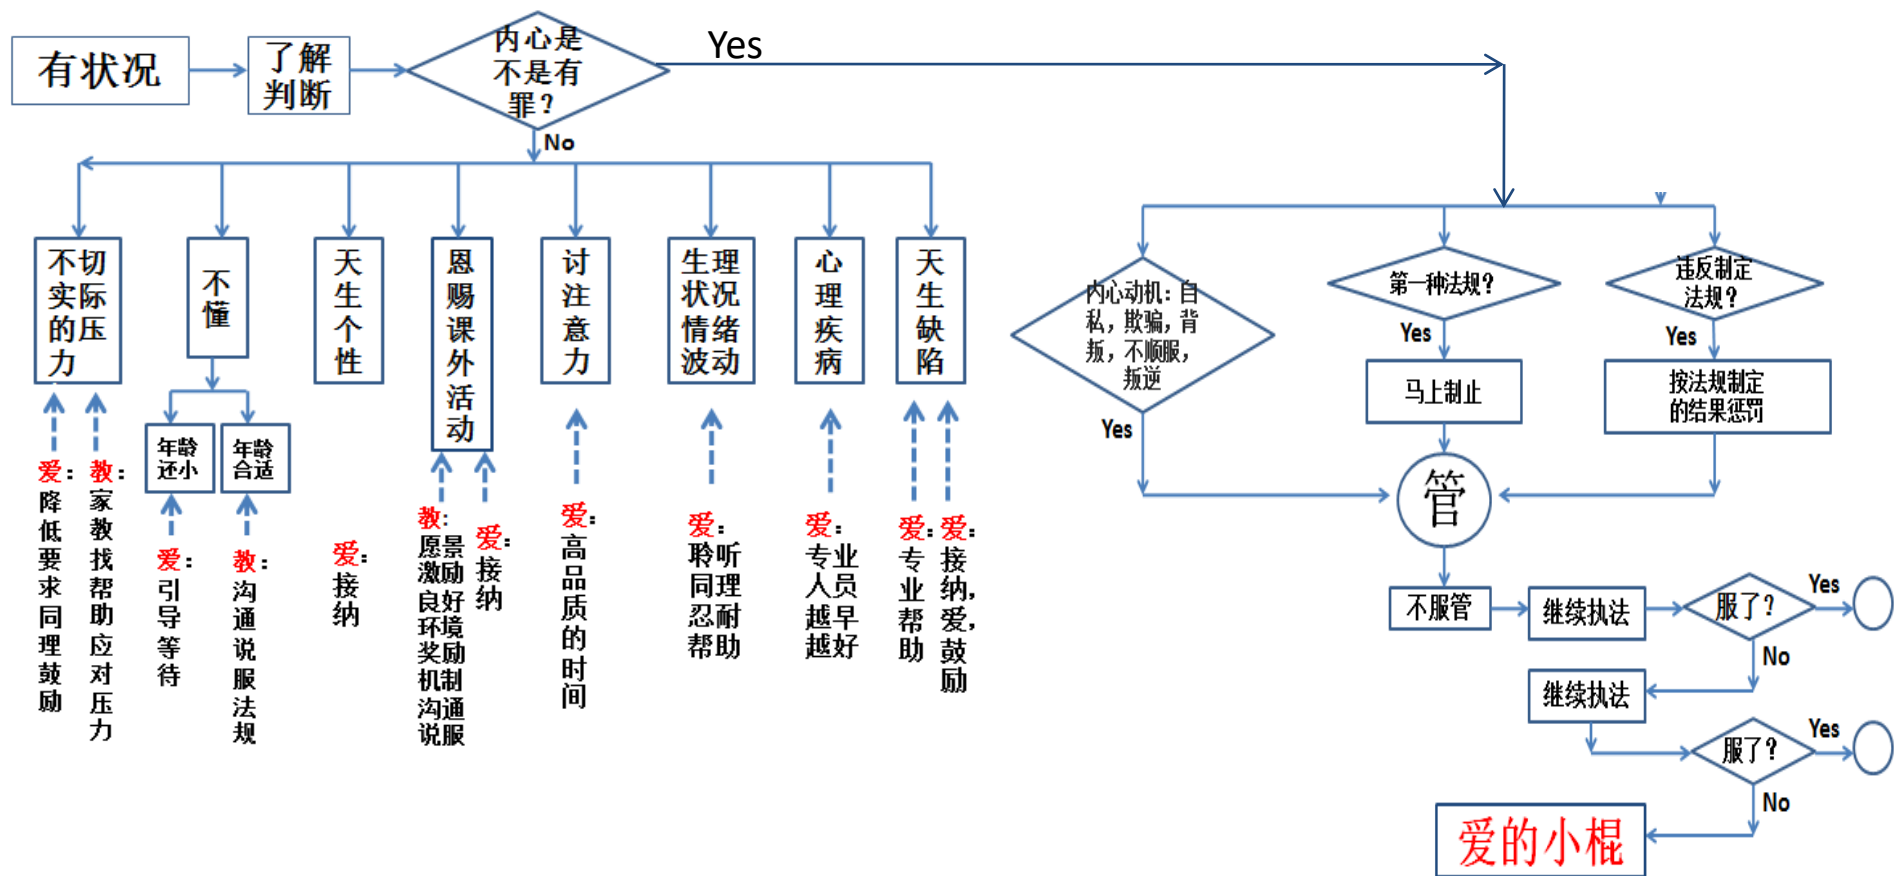 有状况
了解
判断
内心是
不是有
罪？
Yes
No
不切
实际
的压
力
不
懂
天
生
个
性
恩
赐
课
外
活
动
讨
注
意
力
生理
状况
情绪
波动
心
理
疾
病
天
生
缺
陷
年龄
还小
年龄
合适
爱：
降
低
要
求
同
理
鼓
励
教：
家
教
找
帮
助
应
对
压
力
爱：
引
导
等
待
教：
沟
通
说
服
法
规
爱：
接
纳
教：
愿景
激励
良好
环境
奖励
机制
沟通
说服
爱：
接
纳
爱：
高
品
质
的
时
间
爱：
聆听
同理
忍耐
帮助
爱：
专业
人员
越早
越好
爱：
专
业
帮
助
爱：
接
纳，
爱，
鼓
励
内心动机：自
私，欺骗，背
叛，不顺服，
叛逆
Yes
第一种法规？
Yes
马上制止
违反制定
法规？
Yes
按法规制定
的结果惩罚
管
不服管
继续执法
服了？
Yes
No
继续执法
服了？
Yes
No
爱的小棍